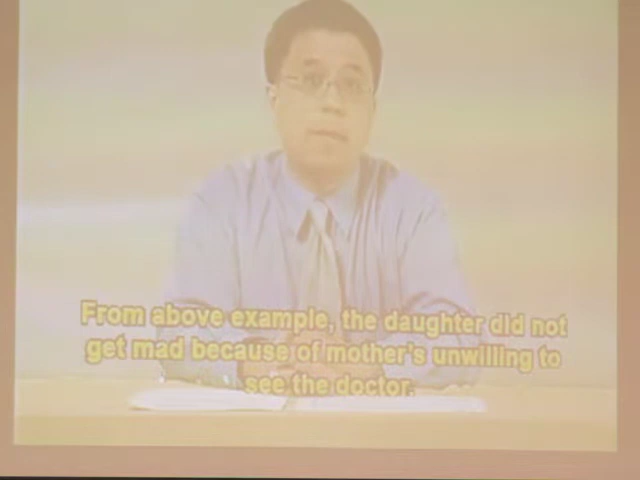 From above example, the daughter did not
get mad because of mother's unwilling to
see the doctor.